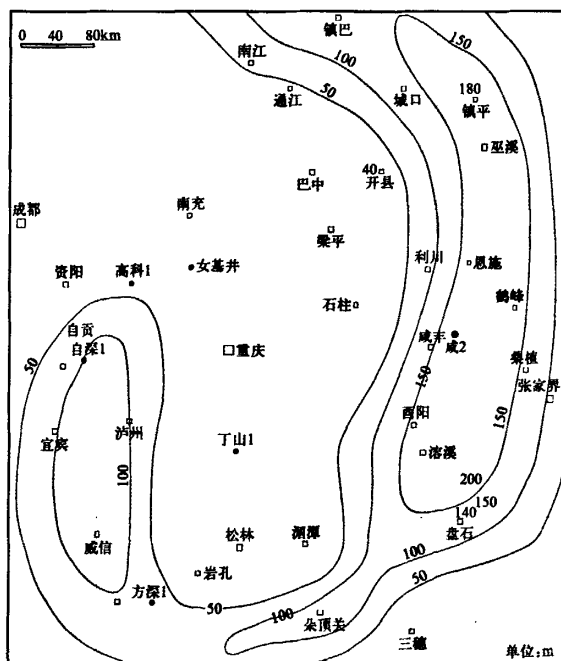 0 40 80km
镇巴
南江
100
150
50
通江
城口
180
镇平
巫溪
巴中
40
开县
成都
南充
梁平
资阳
高科1
女基井
利川
恩施
石柱
鹤峰
自贡
自深1
50
重庆
咸丰
咸2
桑植
150
张家界
宜宾
泸州
酉阳
150
100
丁山1
溶溪
200
150
140
盘石
威信
松林
湄潭
岩孔
100
50
方深1
50
100
朵顶关
三穗
单位:m